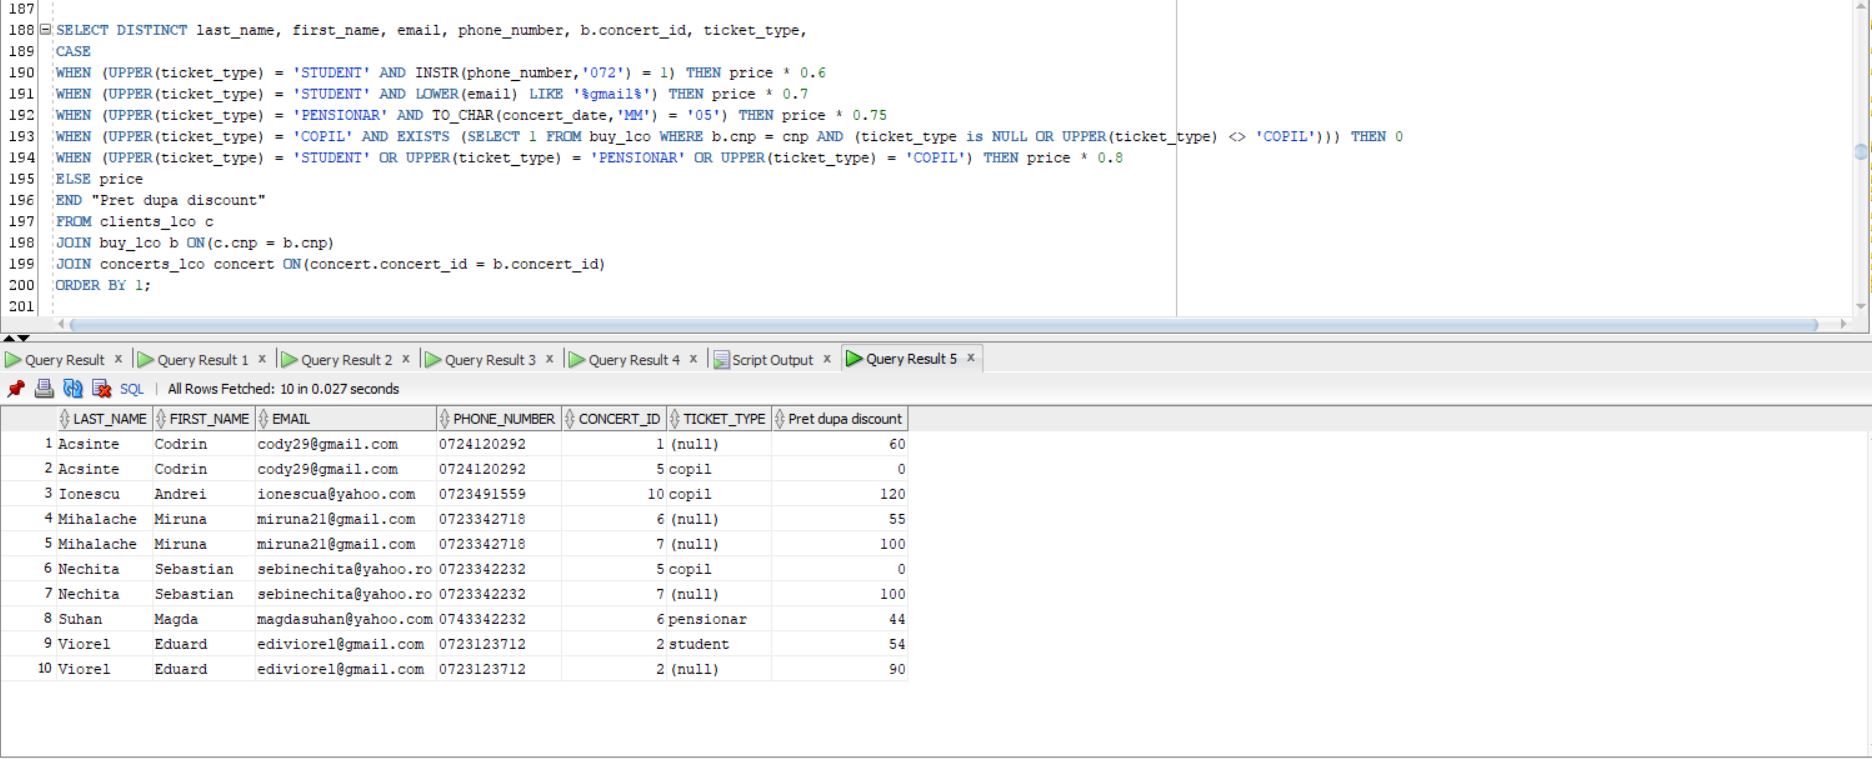 187
188 SELECT DISTINCT last_name, first_name, email, phone_number, b.concert_id, ticket_type,
189 CASE
190 WHEN (UPPER(ticket_type) = 'STUDENT' AND INSTR(phone_number,'072') = 1) THEN price * 0.6
191 WHEN (UPPER(ticket_type) = 'STUDENT' AND LOWER(email) LIKE '%gmail%') THEN price * 0.7
192 WHEN (UPPER(ticket_type) = 'PENSIONAR' AND TO_CHAR(concert_date,'MM') = '05') THEN price * 0.75
193 WHEN (UPPER(ticket_type) = 'COPIL' AND EXISTS (SELECT 1 FROM buy_lco WHERE b.cnp = cnp AND (ticket_type is NULL OR UPPER(ticket_type) <> 'COPIL'))) THEN 0
194 WHEN (UPPER(ticket_type) = 'STUDENT' OR UPPER(ticket_type) = 'PENSIONAR' OR UPPER(ticket_type) = 'COPIL') THEN price * 0.8
195 ELSE price
196 END "Pret dupa discount"
197 FROM clients_lco c
198 JOIN buy_lco b ON(c.cnp = b.cnp)
199 JOIN concerts_lco concert ON(concert.concert_id = b.concert_id)
200 ORDER BY 1;
201
Query Result x Query Result 1 x Query Result 2 x Query Result 3 x Query Result 4 x Script Output x Query Result 5 x
SQL | All Rows Fetched: 10 in 0.027 seconds
LAST_NAME FIRST_NAME EMAIL PHONE_NUMBER CONCERT_ID TICKET_TYPE Pret dupa discount
1 Acsinte Codrin cody29@gmail.com 0724120292 1 (null) 60
2 Acsinte Codrin cody29@gmail.com 0724120292 5 copil 0
3 Ionescu Andrei ionescua@yahoo.com 0723491559 10 copil 120
4 Mihalache Miruna miruna21@gmail.com 0723342718 6 (null) 55
5 Mihalache Miruna miruna21@gmail.com 0723342718 7 (null) 100
6 Nechita Sebastian sebinechita@yahoo.ro 0723342232 5 copil 0
7 Nechita Sebastian sebinechita@yahoo.ro 0723342232 7 (null) 100
8 Suhan Magda magdasuhan@yahoo.com 0743342232 6 pensionar 44
9 Viorel Eduard ediviorel@gmail.com 0723123712 2 student 54
10 Viorel Eduard ediviorel@gmail.com 0723123712 2 (null) 90